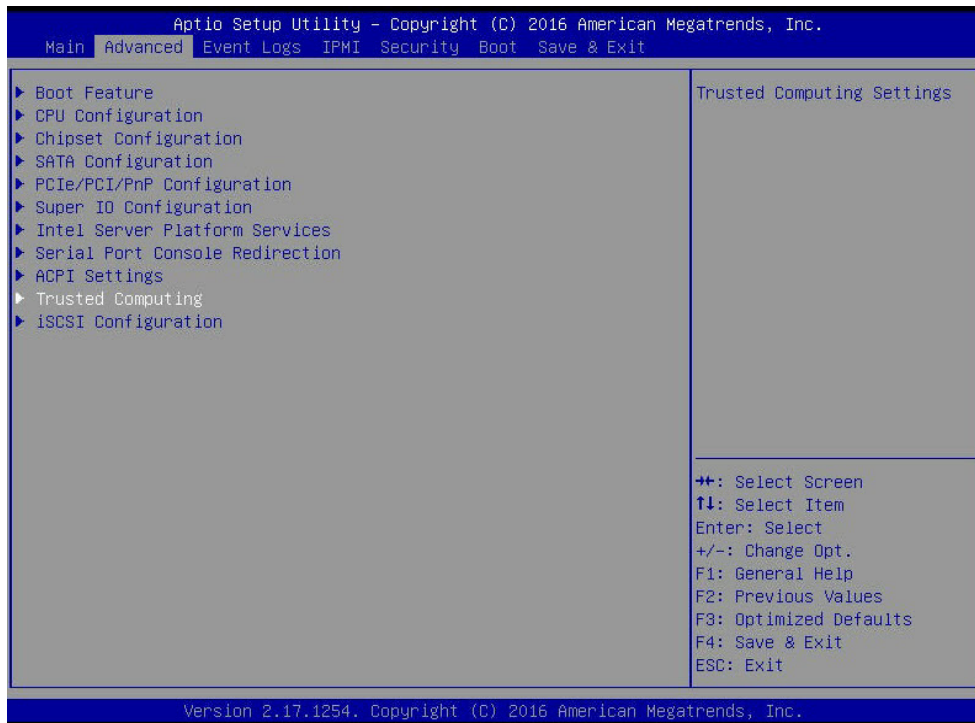 Aptio Setup Utility – Copyright (C) 2016 American Megatrends, Inc.
Main Advanced Event Logs IPMI Security Boot Save & Exit
▶ Boot Feature
▶ CPU Configuration
▶ Chipset Configuration
▶ SATA Configuration
▶ PCIe/PCI/PnP Configuration
▶ Super IO Configuration
▶ Intel Server Platform Services
▶ Serial Port Console Redirection
▶ ACPI Settings
▶ Trusted Computing
▶ iSCSI Configuration
Trusted Computing Settings
→←: Select Screen
↑↓: Select Item
Enter: Select
+/-: Change Opt.
F1: General Help
F2: Previous Values
F3: Optimized Defaults
F4: Save & Exit
ESC: Exit
Version 2.17.1254. Copyright (C) 2016 American Megatrends, Inc.